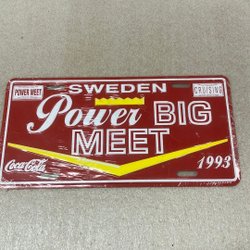 SWEDEN
POWER MEET
CRUISING
Power BIG
MEET
Coca-Cola
1993